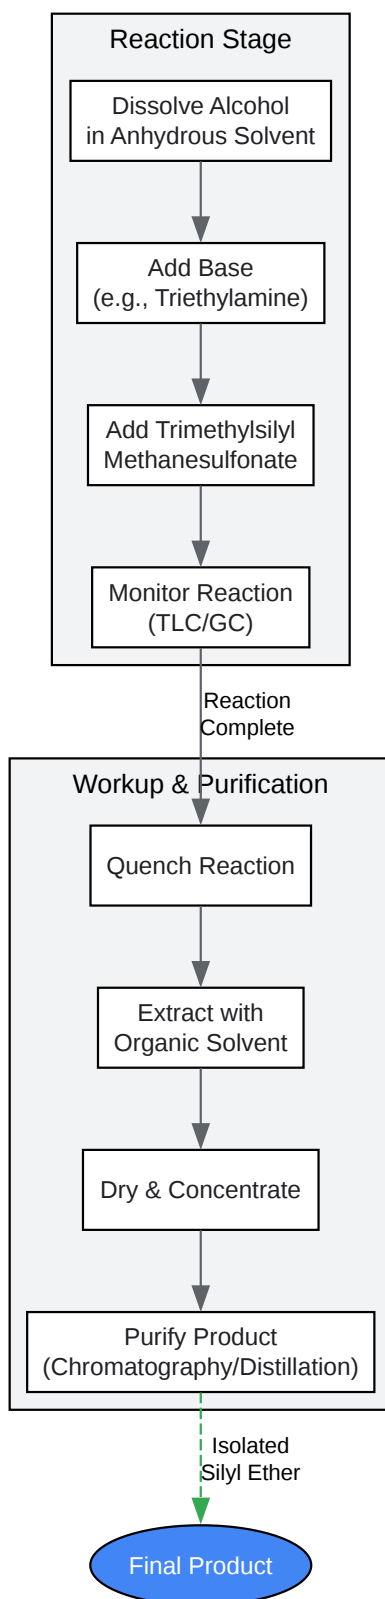 Reaction Stage
Dissolve Alcohol
in Anhydrous Solvent
Add Base
(e.g., Triethylamine)
Add Trimethylsilyl
Methanesulfonate
Monitor Reaction
(TLC/GC)
Reaction
Complete
Workup & Purification
Quench Reaction
Extract with
Organic Solvent
Dry & Concentrate
Purify Product
(Chromatography/Distillation)
Isolated
Silyl Ether
Final Product